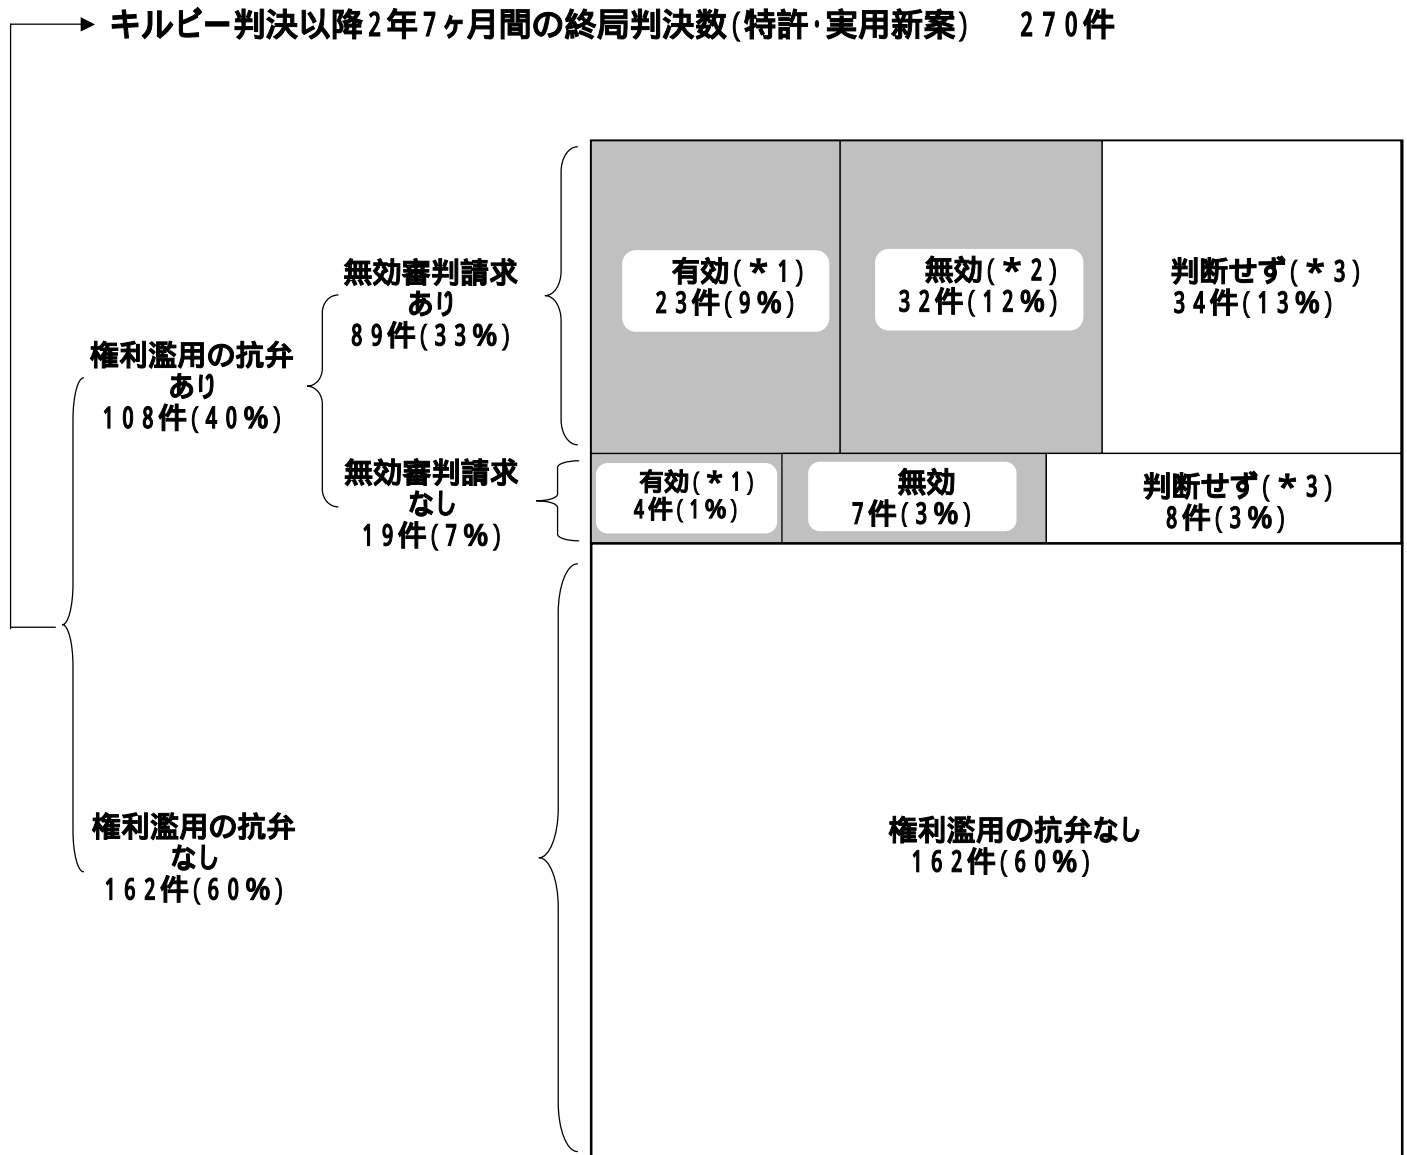 キルビー判決以降2年7ヶ月間の終局判決数(特許・実用新案)　270件
権利濫用の抗弁
あり
108件(40%)
無効審判請求
あり
89件(33%)
有効(*1)
23件(9%)
無効(*2)
32件(12%)
判断せず(*3)
34件(13%)
無効審判請求
なし
19件(7%)
有効(*1)
4件(1%)
無効
7件(3%)
判断せず(*3)
8件(3%)
権利濫用の抗弁
なし
162件(60%)
権利濫用の抗弁なし
162件(60%)